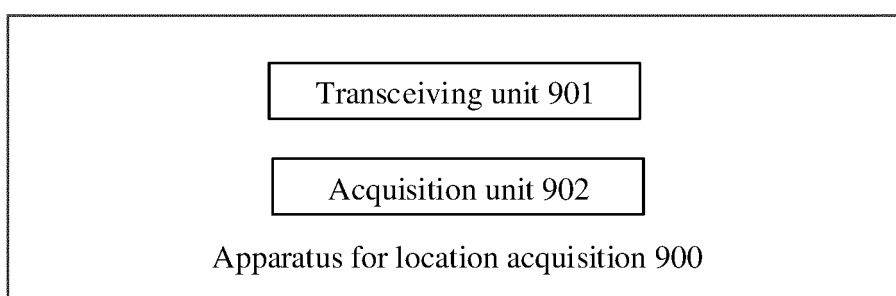 Transceiving unit 901
Acquisition unit 902
Apparatus for location acquisition 900